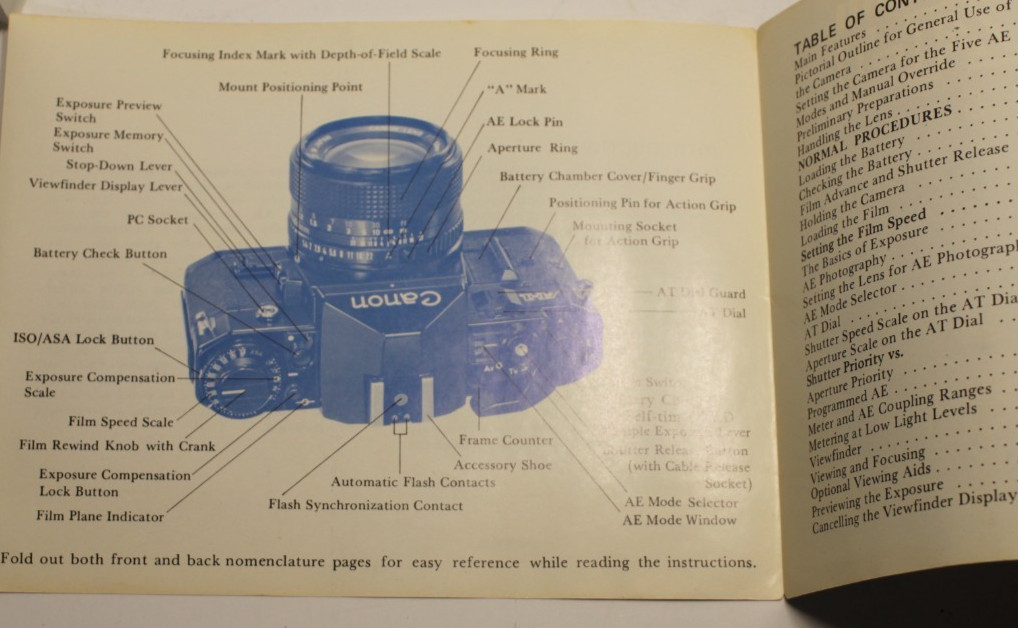 Focusing Index Mark with Depth-of-Field Scale
Focusing Ring
Mount Positioning Point
"A" Mark
Exposure Preview
Switch
AE Lock Pin
Exposure Memory
Switch
Aperture Ring
Stop-Down Lever
Battery Chamber Cover/Finger Grip
Viewfinder Display Lever
Positioning Pin for Action Grip
PC Socket
Mounting Socket
for Action Grip
Battery Check Button
AT Dial Guard
Canon
AT Dial
ISO/ASA Lock Button
Exposure Compensation
Scale
Film Speed Scale
Film Rewind Knob with Crank
Exposure Compensation
Lock Button
Film Plane Indicator
Frame Counter
Accessory Shoe
Automatic Flash Contacts
Flash Synchronization Contact
Lever
Shutter Release Button
(with Cable Release
Socket)
AE Mode Selector
AE Mode Window
Fold out both front and back nomenclature pages for easy reference while reading the instructions.
TABLE OF
Main Features
Pictorial Outline for General Use of
the Camera
Setting the Camera for the Five AE
Modes and Manual Override
Preliminary Preparations
Handling the Lens
NORMAL PROCEDURES
Loading the Battery
Checking the Battery
Film Advance and Shutter Release
Holding the Camera
Loading the Film
Setting the Film Speed
The Basics of Exposure
AE Photography
Setting the Lens for AE
AE Mode Selector
AT Dial
Shutter Speed Scale on the AT
Aperture Scale on the AT Dial
Shutter Priority vs.
Aperture Priority
Programmed AE
Meter and AE Coupling Ranges
Metering at Low Light Levels
Viewfinder
Viewing and Focusing
Optional Viewing Aids
Previewing the Exposure
Cancelling the Viewfinder Display